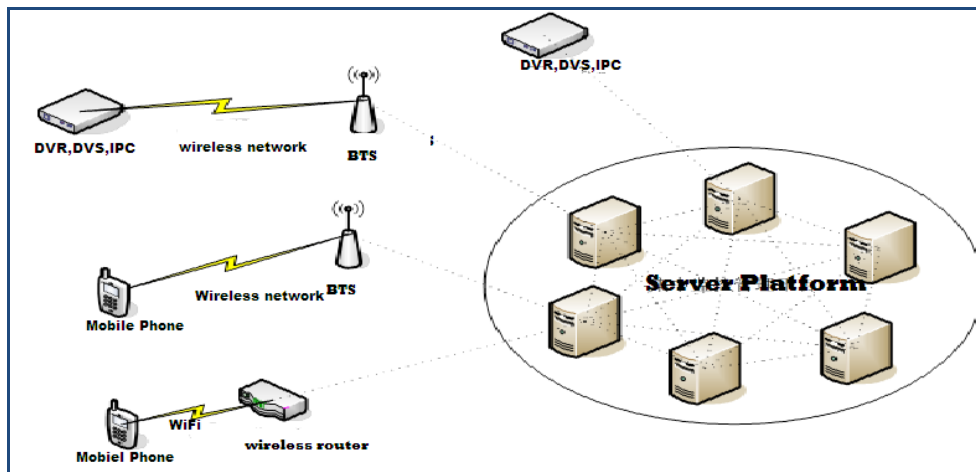 DVR,DVS,IPC
DVR,DVS,IPC
wireless network
BTS
Server Platform
Mobile Phone
Wireless network
BTS
Mobiel Phone
WiFi
wireless router